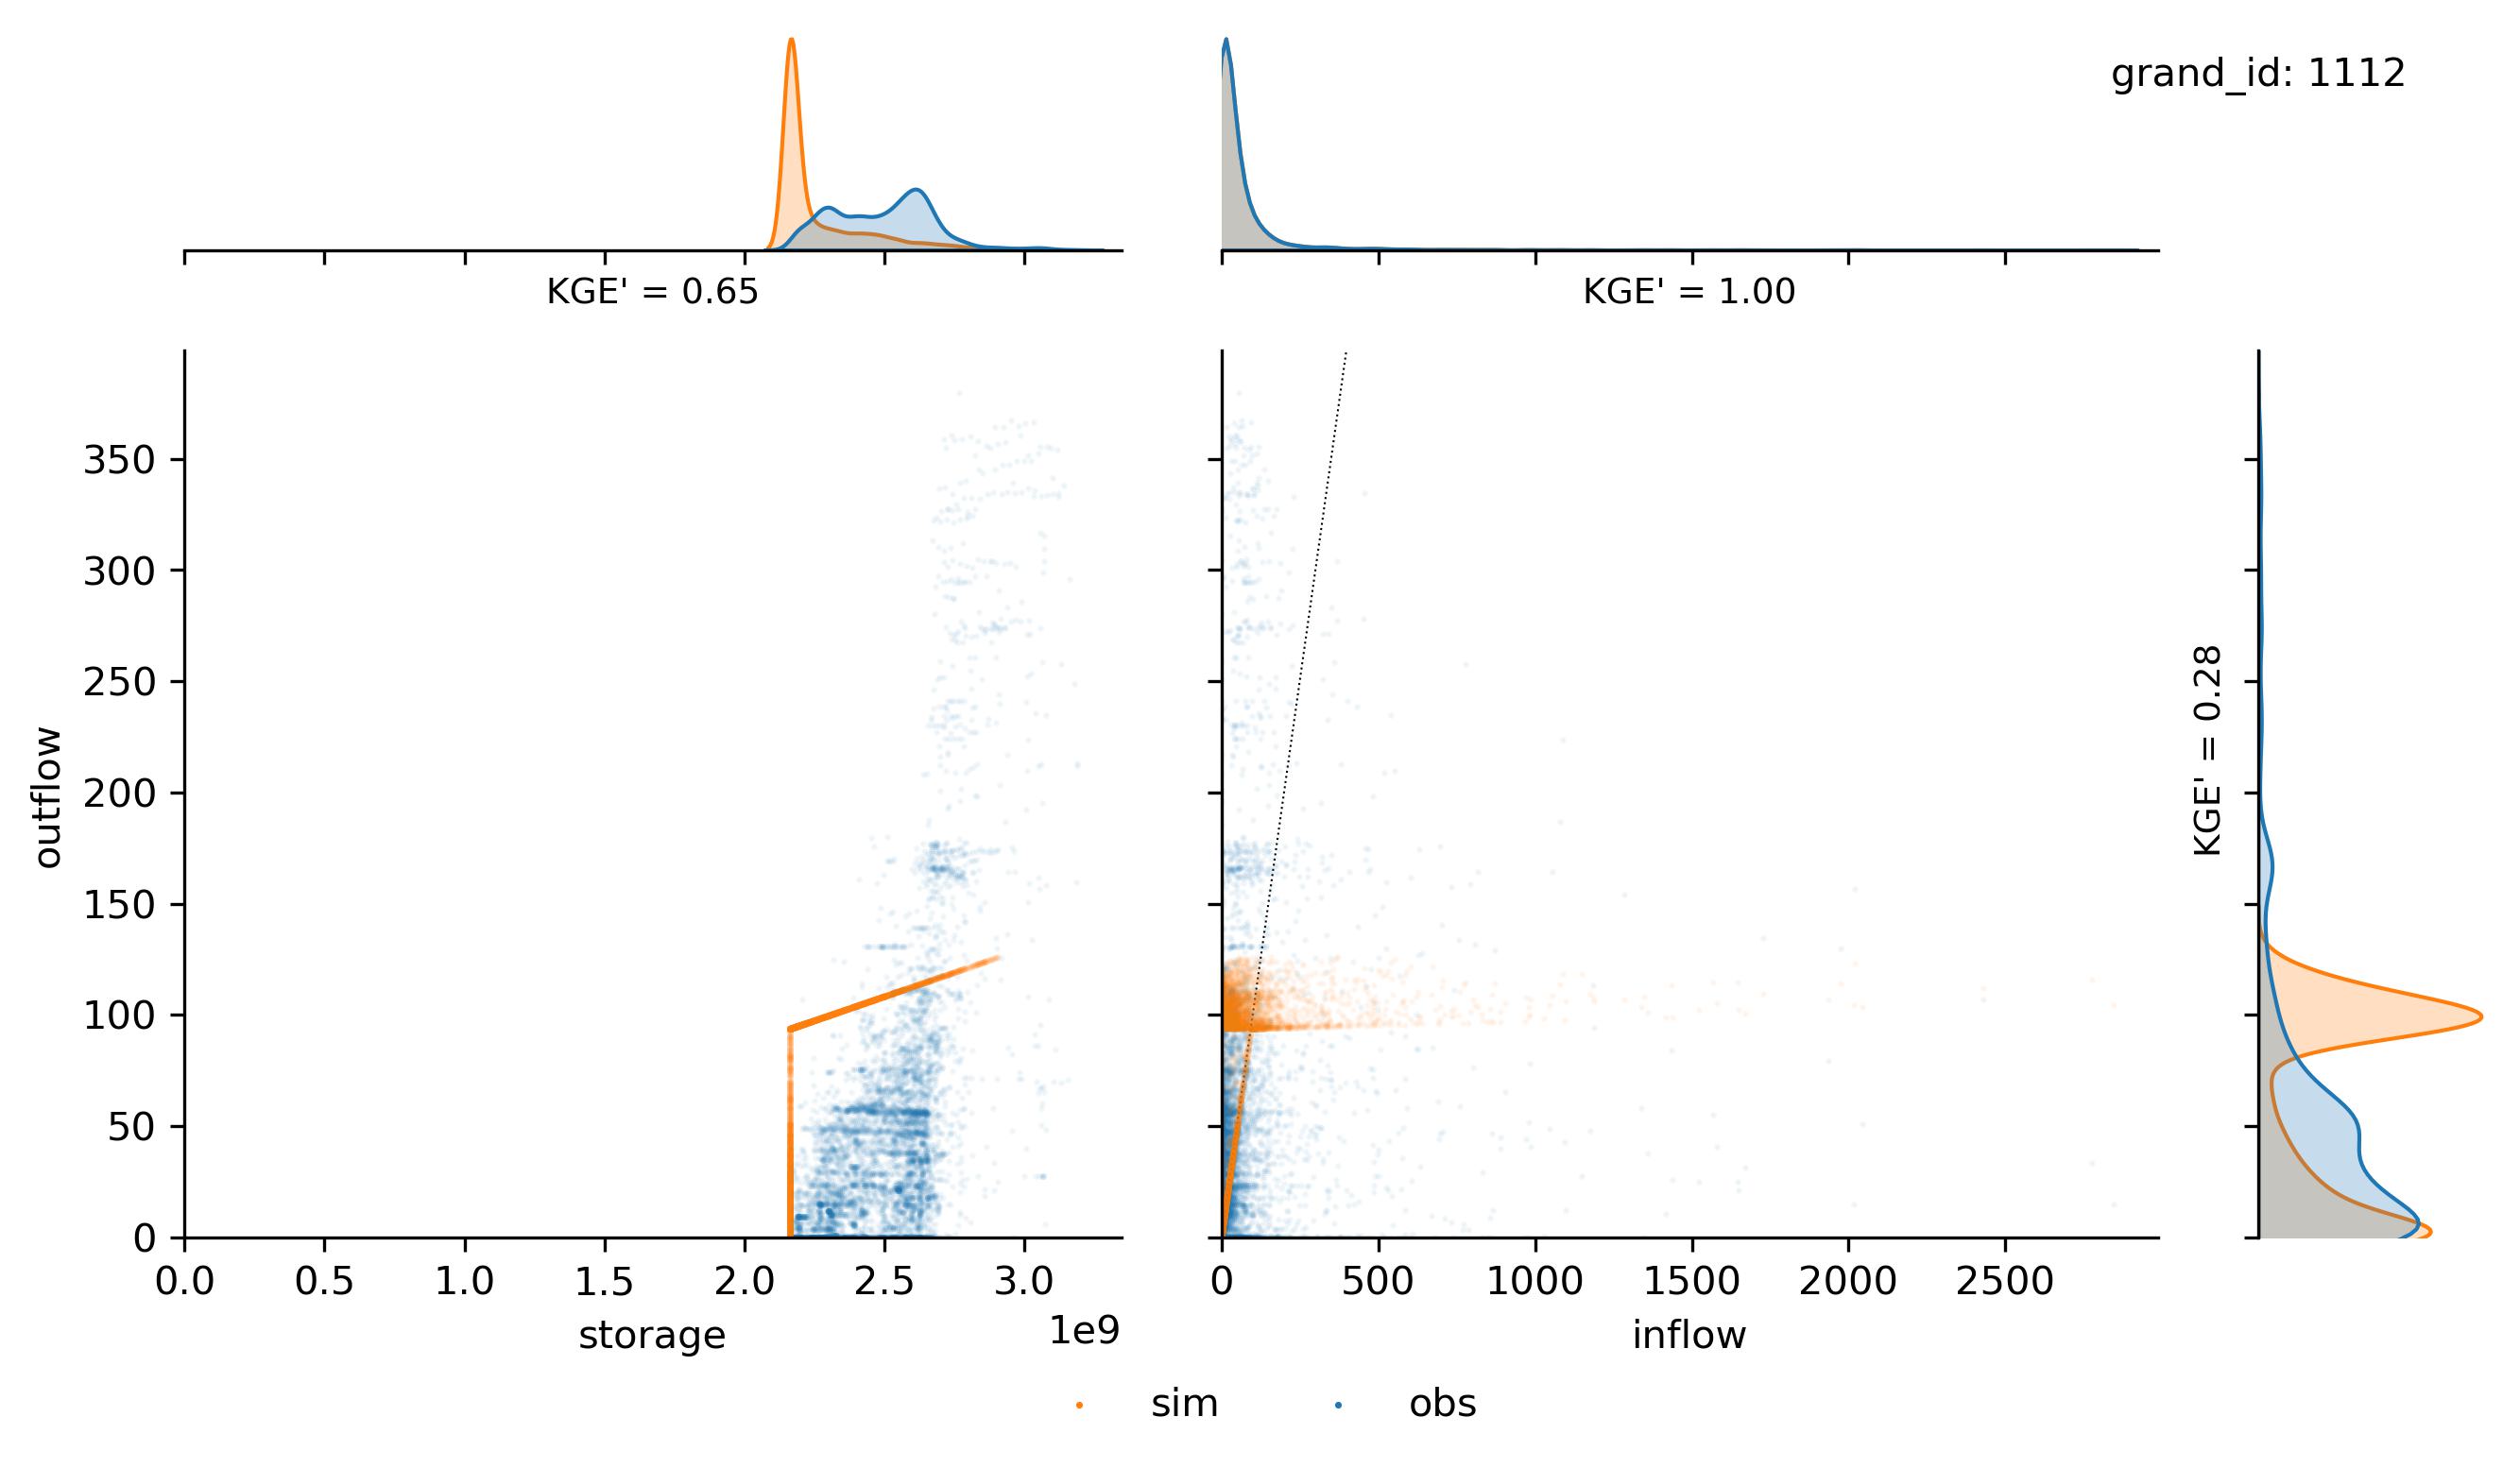 grand_id: 1112
KGE' = 0.65
KGE' = 1.00
350
300
250
200
150
100
50
0
outflow
KGE' = 0.28
0.0 0.5 1.0 1.5 2.0 2.5 3.0
0 500 1000 1500 2000 2500
storage
1e9
inflow
sim
obs